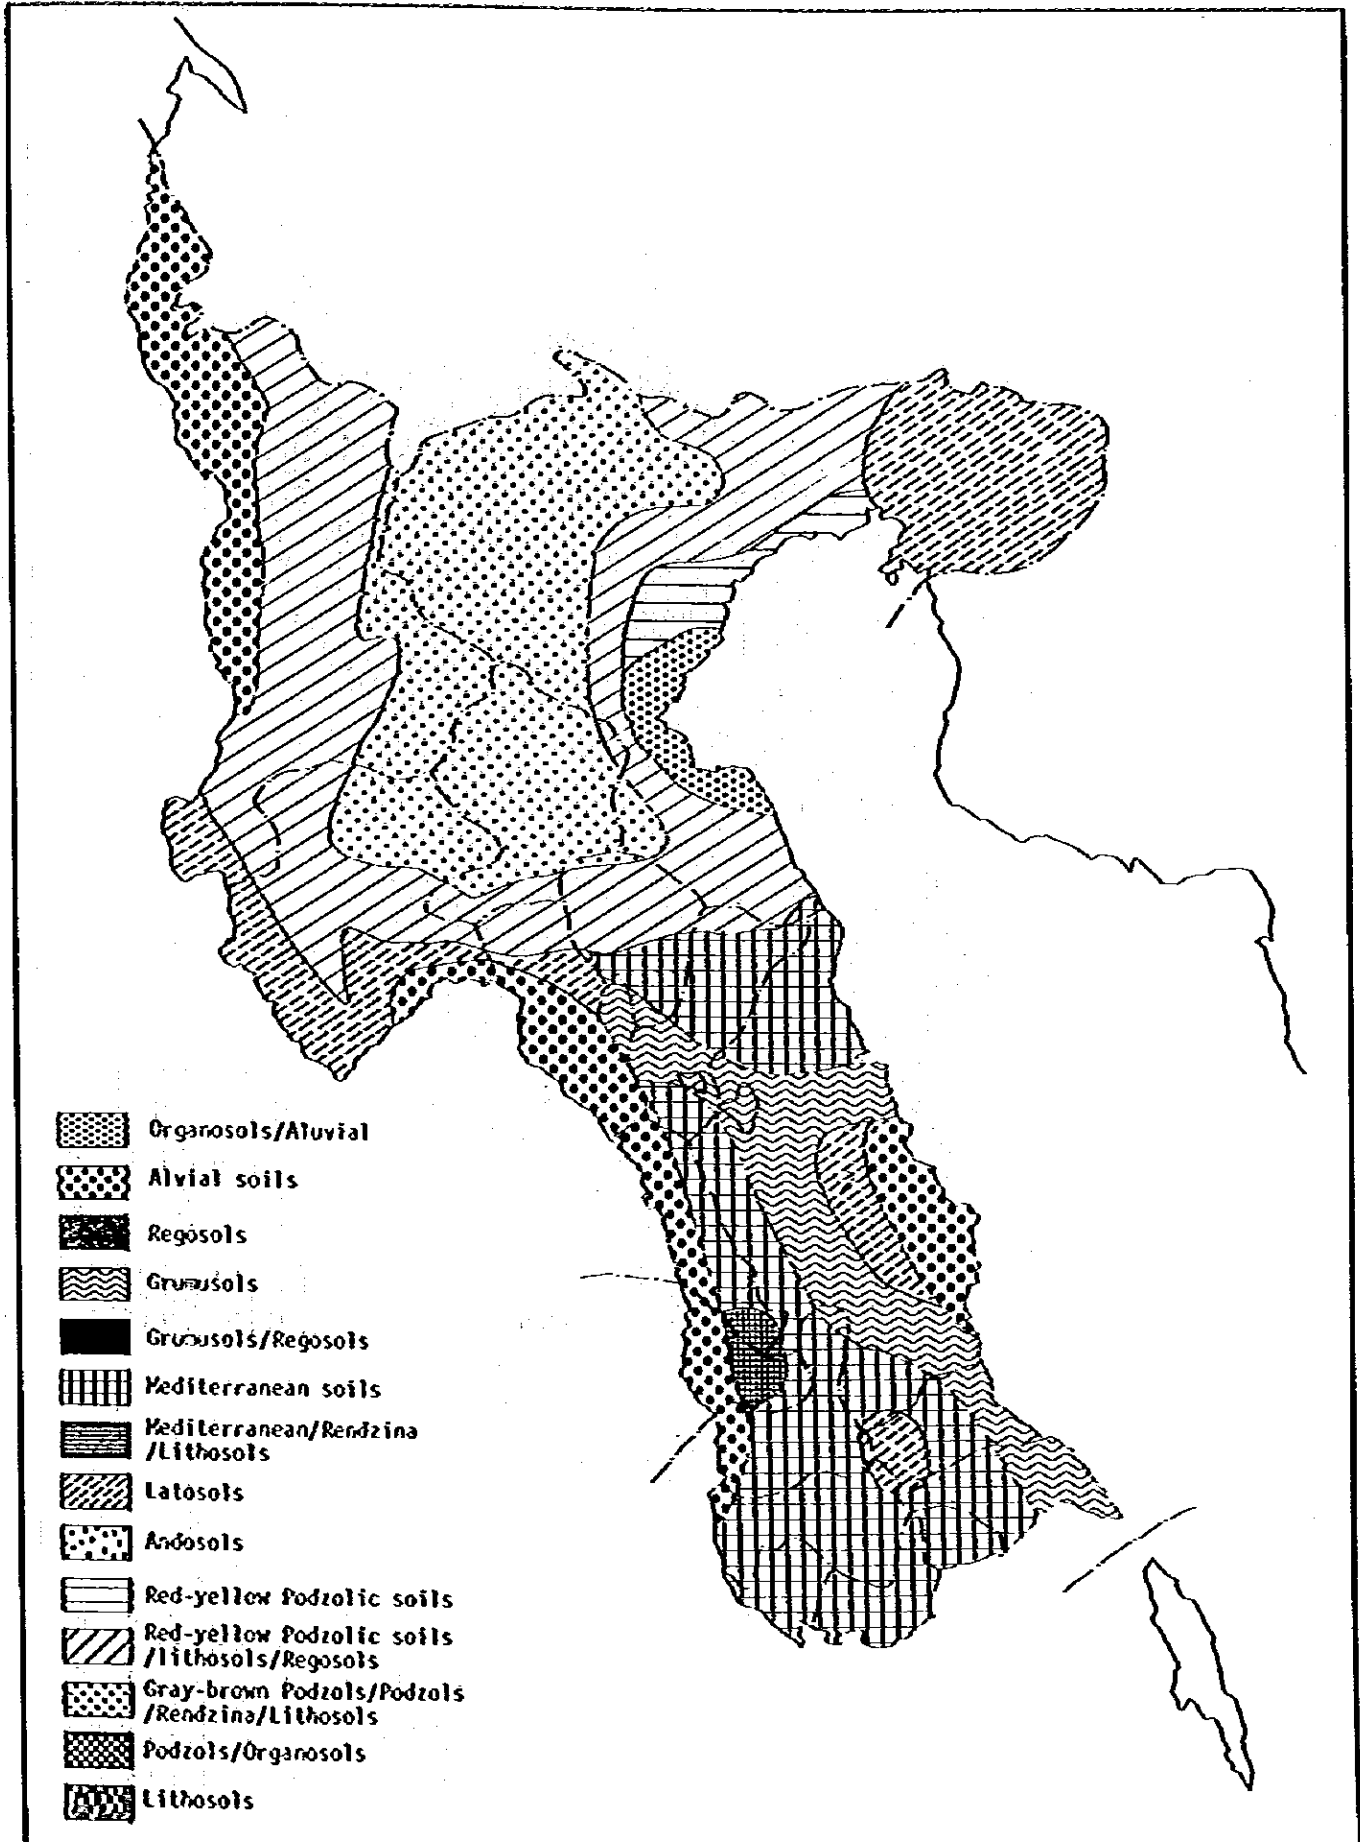 Organosols/Aluvial
Alvial soils
Regosols
Grumusols
Grumusols/Regosols
Mediterranean soils
Mediterranean/Rendzina
/Lithosols
Latosols
Andosols
Red-yellow Podzolic soils
Red-yellow Podzolic soils
/lithosols/Regosols
Gray-brown Podzols/Podzols
/Rendzina/Lithosols
Podzols/Organosols
Lithosols